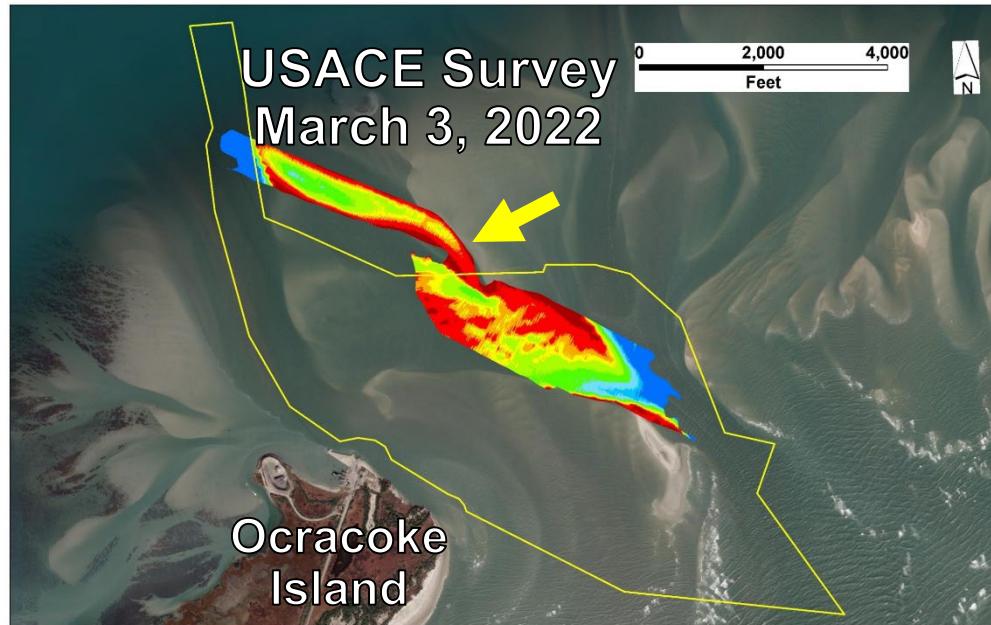 USACE Survey
March 3, 2022
0 2,000 4,000
Feet
N
Ocracoke
Island